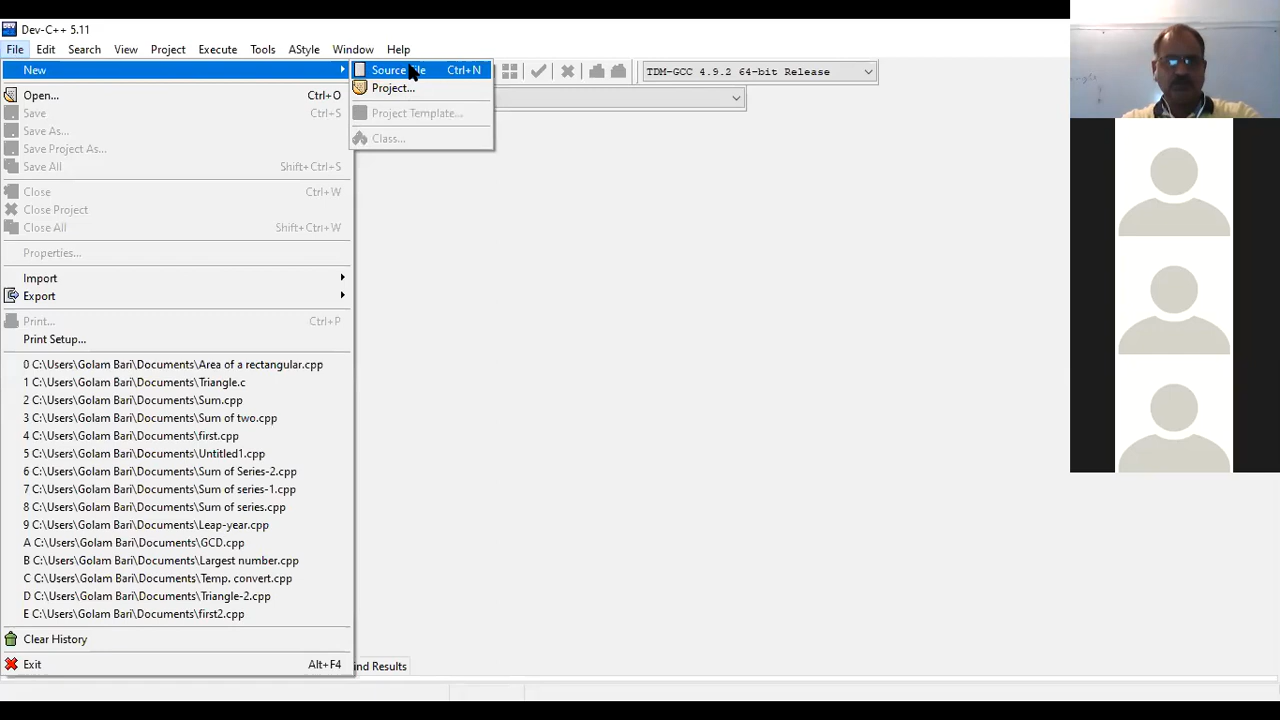 Dev-C++ 5.11
File Edit Search View Project Execute Tools AStyle Window Help
New
Source File Ctrl+N
TDM-GCC 4.9.2 64-bit Release
Project...
Open... Ctrl+O
Save Ctrl+S
Project Template...
Save As...
Class...
Save Project As...
Save All Shift+Ctrl+S
Close Ctrl+W
Close Project
Close All Shift+Ctrl+W
Properties...
Import
Export
Print... Ctrl+P
Print Setup...
0 C:\Users\Golam Bari\Documents\Area of a rectangular.cpp
1 C:\Users\Golam Bari\Documents\Triangle.c
2 C:\Users\Golam Bari\Documents\Sum.cpp
3 C:\Users\Golam Bari\Documents\Sum of two.cpp
4 C:\Users\Golam Bari\Documents\first.cpp
5 C:\Users\Golam Bari\Documents\Untitled1.cpp
6 C:\Users\Golam Bari\Documents\Sum of Series-2.cpp
7 C:\Users\Golam Bari\Documents\Sum of series-1.cpp
8 C:\Users\Golam Bari\Documents\Sum of series.cpp
9 C:\Users\Golam Bari\Documents\Leap-year.cpp
A C:\Users\Golam Bari\Documents\GCD.cpp
B C:\Users\Golam Bari\Documents\Largest number.cpp
C C:\Users\Golam Bari\Documents\Temp. convert.cpp
D C:\Users\Golam Bari\Documents\Triangle-2.cpp
E C:\Users\Golam Bari\Documents\first2.cpp
Clear History
Exit Alt+F4
ind Results